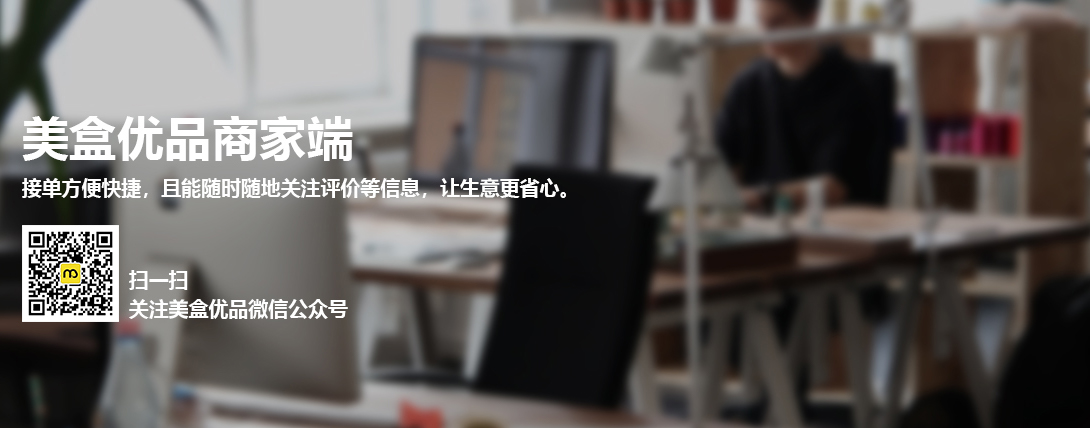 美盒优品商家端
接单方便快捷，且能随时随地关注评价等信息，让生意更省心。
扫一扫
关注美盒优品微信公众号